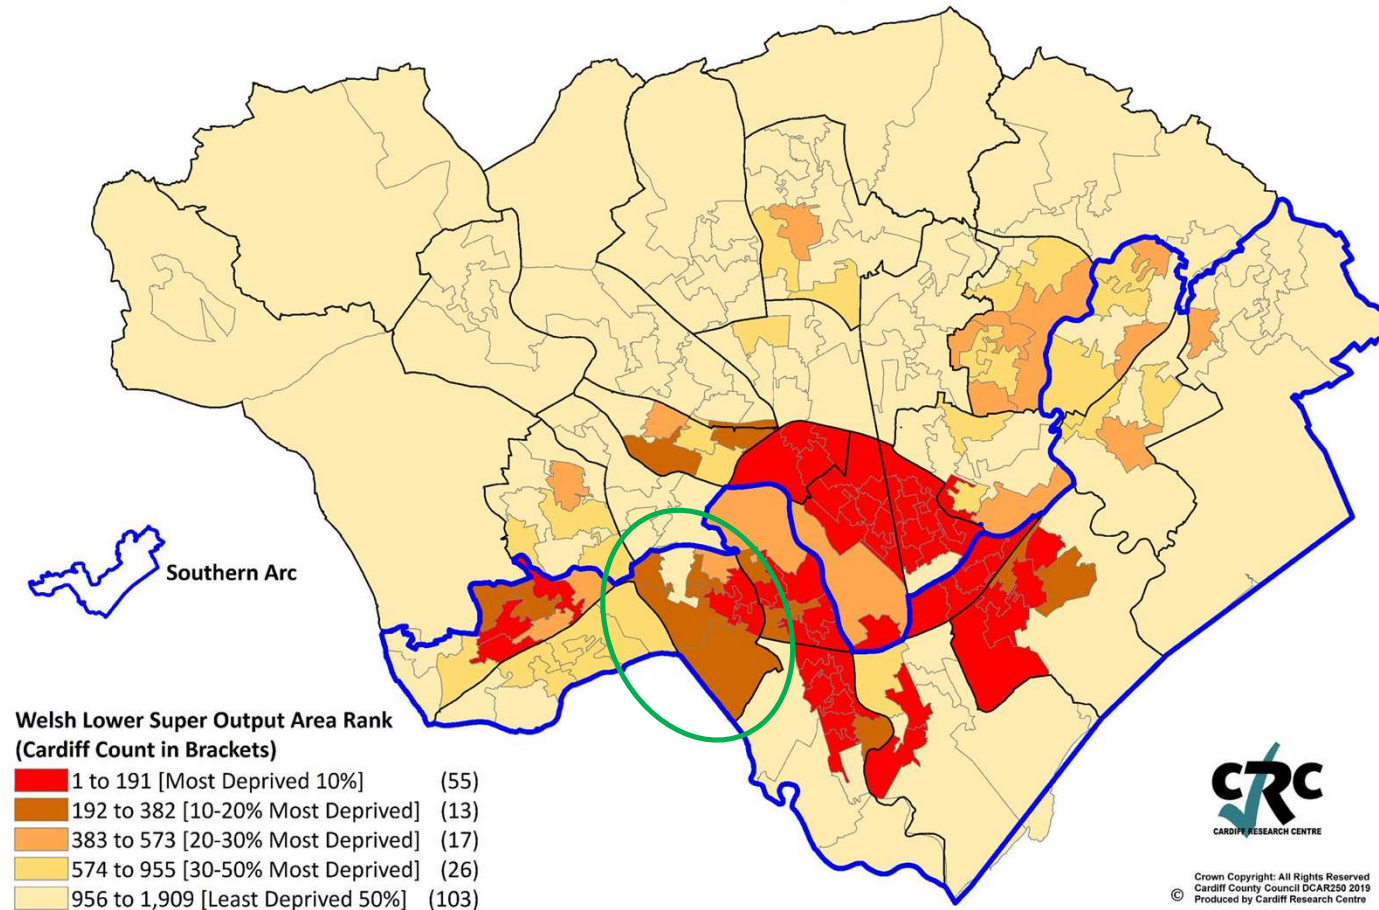 Southern Arc
Welsh Lower Super Output Area Rank
(Cardiff Count in Brackets)
1 to 191 [Most Deprived 10%] (55)
192 to 382 [10-20% Most Deprived] (13)
383 to 573 [20-30% Most Deprived] (17)
574 to 955 [30-50% Most Deprived] (26)
956 to 1,909 [Least Deprived 50%] (103)
CRC
CARDIFF RESEARCH CENTRE
Crown Copyright: All Rights Reserved
Cardiff County Council DCAR250 2019
© Produced by Cardiff Research Centre